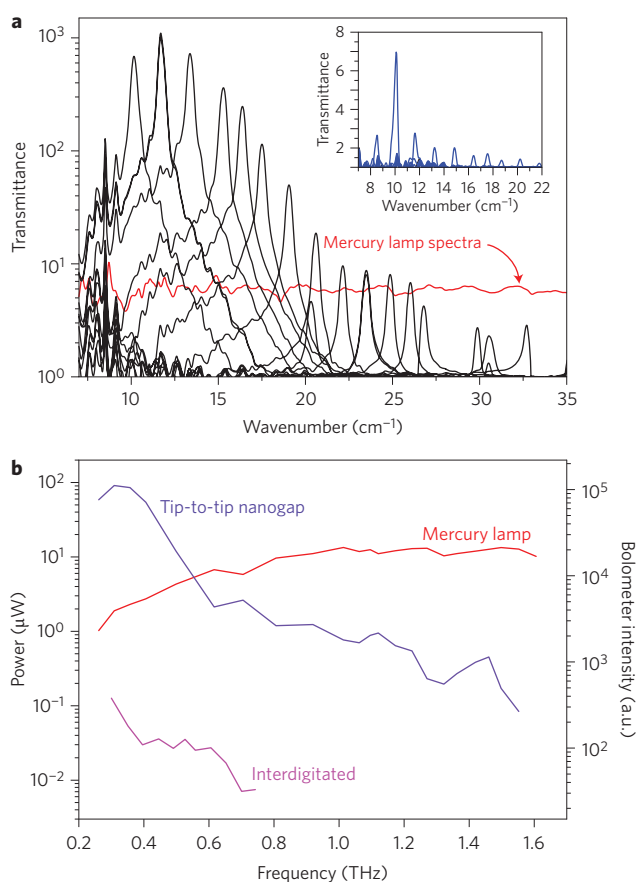 a
10³
10²
10¹
10⁰
Transmittance
10 15 20 25 30 35
Wavenumber (cm⁻¹)
Mercury lamp spectra
8
6
4
2
Transmittance
8 10 12 14 16 18 20 22
Wavenumber (cm⁻¹)
b
10²
10¹
10⁰
10⁻¹
10⁻²
Power (μW)
Tip-to-tip nanogap
Mercury lamp
Interdigitated
10⁵
10⁴
10³
10²
Bolometer intensity (a.u.)
0.2 0.4 0.6 0.8 1.0 1.2 1.4 1.6
Frequency (THz)